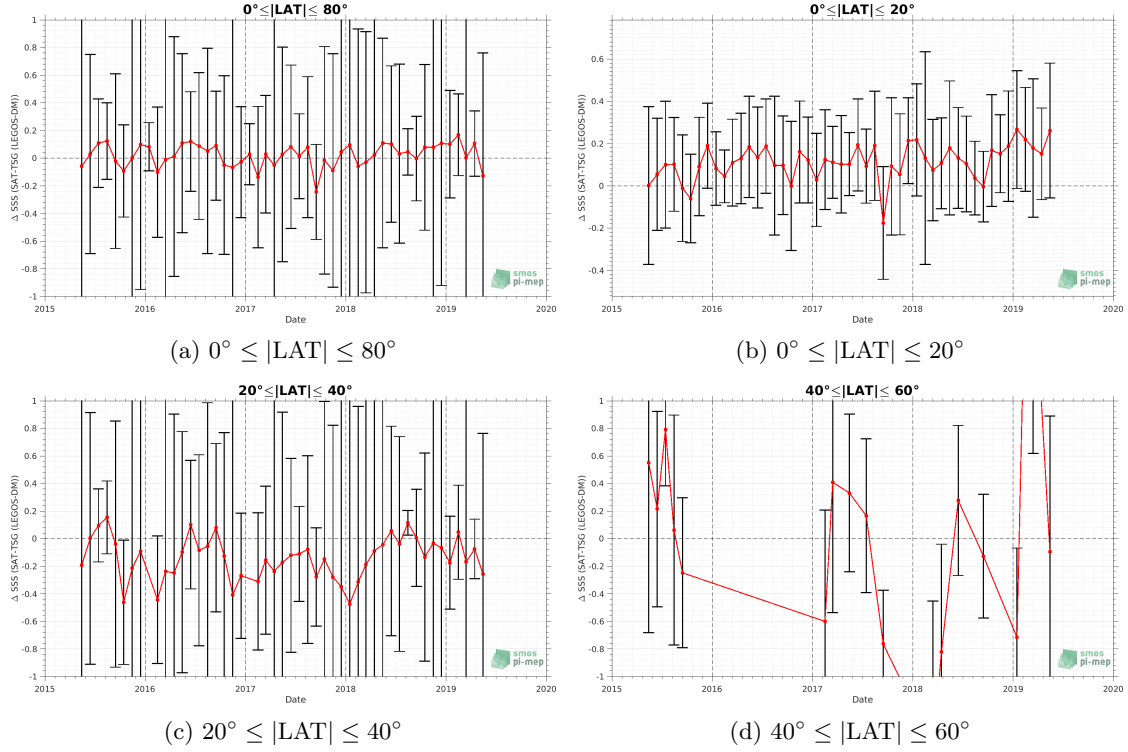 0°≤|LAT|≤ 80°
Δ SSS (SAT-TSG (LEGOS-DM))
1
0.8
0.6
0.4
0.2
0
-0.2
-0.4
-0.6
-0.8
-1
2015 2016 2017 2018 2019 2020
Date
smos
pi-mep
(a) 0° ≤ |LAT| ≤ 80°
0°≤|LAT|≤ 20°
Δ SSS (SAT-TSG (LEGOS-DM))
0.6
0.4
0.2
0
-0.2
-0.4
2015 2016 2017 2018 2019 2020
Date
smos
pi-mep
(b) 0° ≤ |LAT| ≤ 20°
20°≤|LAT|≤ 40°
Δ SSS (SAT-TSG (LEGOS-DM))
1
0.8
0.6
0.4
0.2
0
-0.2
-0.4
-0.6
-0.8
-1
2015 2016 2017 2018 2019 2020
Date
smos
pi-mep
(c) 20° ≤ |LAT| ≤ 40°
40°≤|LAT|≤ 60°
Δ SSS (SAT-TSG (LEGOS-DM))
1
0.8
0.6
0.4
0.2
0
-0.2
-0.4
-0.6
-0.8
-1
2015 2016 2017 2018 2019 2020
Date
smos
pi-mep
(d) 40° ≤ |LAT| ≤ 60°